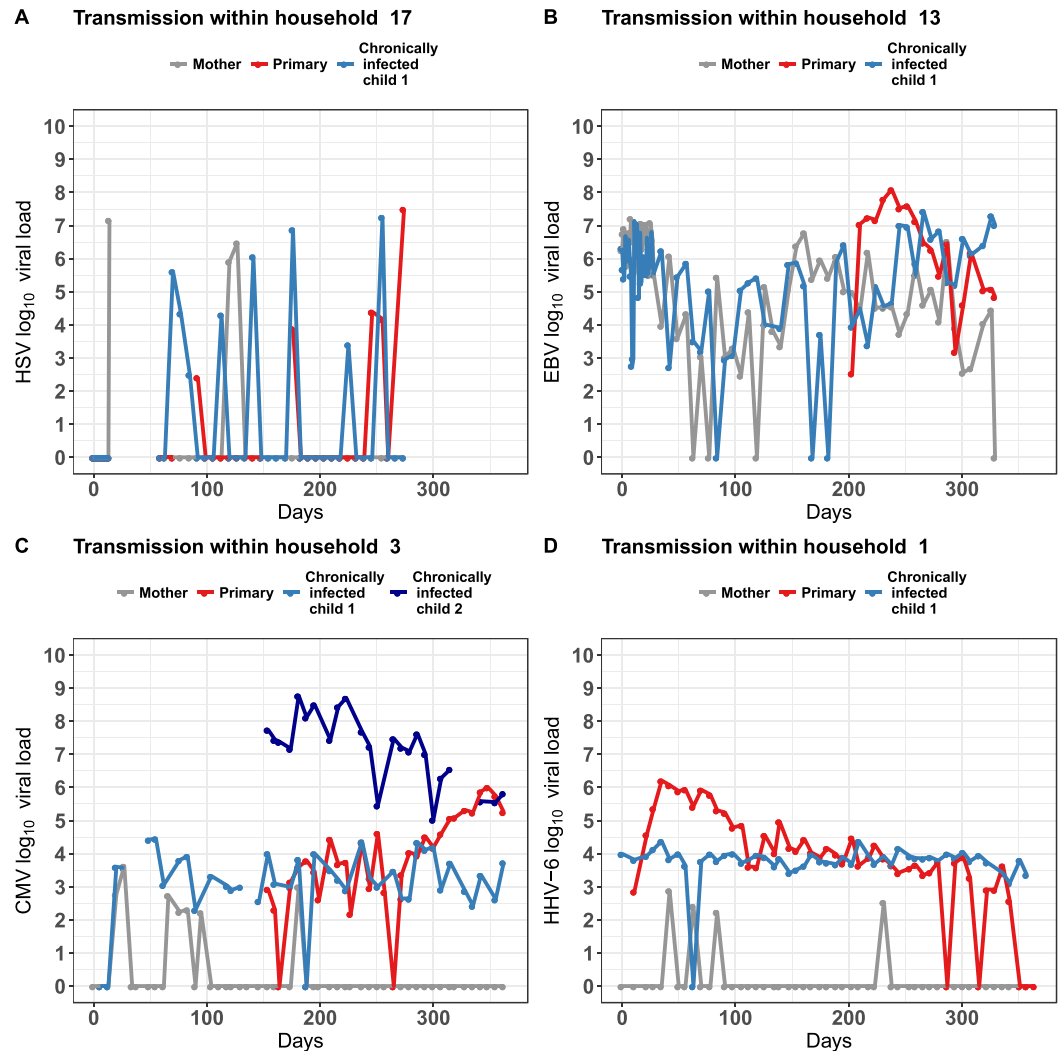 A Transmission within household 17
Chronically
Mother Primary infected
child 1
10
9
8
7
6
5
4
3
2
1
0
HSV log10 viral load
0 100 200 300
Days
B Transmission within household 13
Chronically
Mother Primary infected
child 1
10
9
8
7
6
5
4
3
2
1
0
EBV log10 viral load
0 100 200 300
Days
C Transmission within household 3
Chronically Chronically
Mother Primary infected infected
child 1 child 2
10
9
8
7
6
5
4
3
2
1
0
CMV log10 viral load
0 100 200 300
Days
D Transmission within household 1
Chronically
Mother Primary infected
child 1
10
9
8
7
6
5
4
3
2
1
0
HHV−6 log10 viral load
0 100 200 300
Days